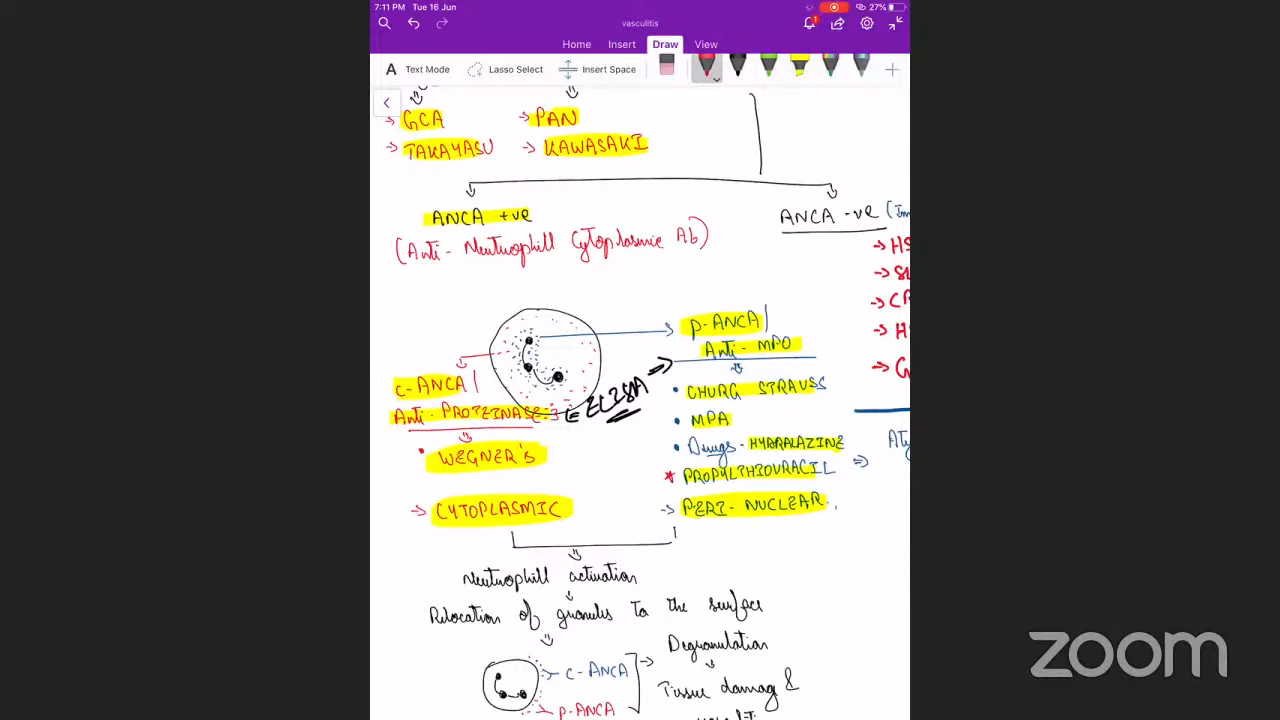 7:11 PM Tue 16 Jun
27%
vasculitis
Home Insert Draw View
Text Mode Lasso Select Insert Space
→ GCA → PAN
→ TAKAYASU → KAWASAKI
ANCA +ve ANCA -ve
(Anti - Neutrophill Cytoplasmic Ab)
p-ANCA/
Anti-MPO
c-ANCA/
Anti-PROTEINASE-3
ELISA
• CHURG STRAUSS
• MPA
• Drugs - HYDRALAZINE
* PROPYLTHIOURACIL
• WEGNER's
→ CYTOPLASMIC → PERI-NUCLEAR.
Neutrophill activation
Relocation of granules to the surface
Degranulation
c-ANCA
Tissue damag &
p-ANCA
zoom